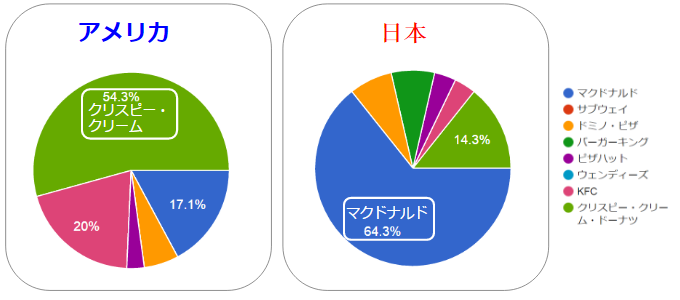 アメリカ
日本
54.3%
クリスピー・
クリーム
17.1%
20%
14.3%
マクドナルド
64.3%
マクドナルド
サブウェイ
ドミノ・ピザ
バーガーキング
ピザハット
ウェンディーズ
KFC
クリスピー・クリー
ム・ドーナツ